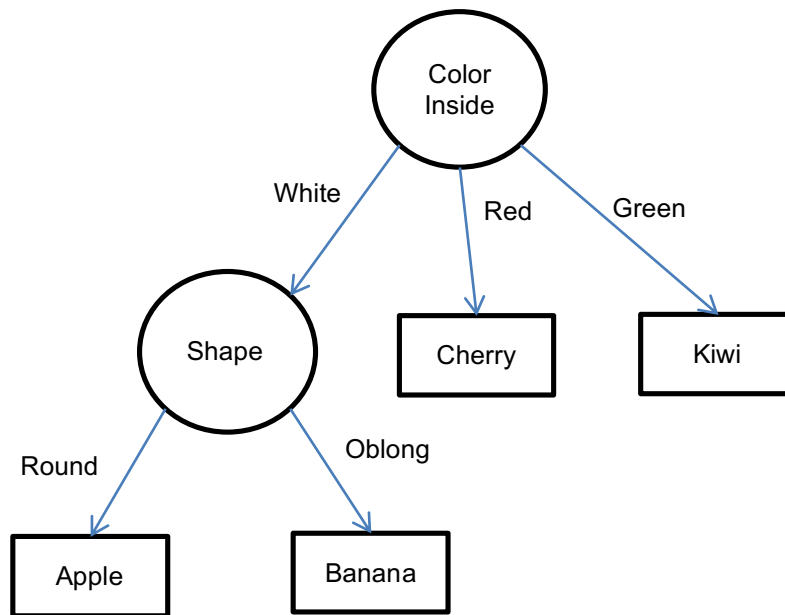 Color
Inside
White
Red
Green
Shape
Cherry
Kiwi
Round
Oblong
Apple
Banana